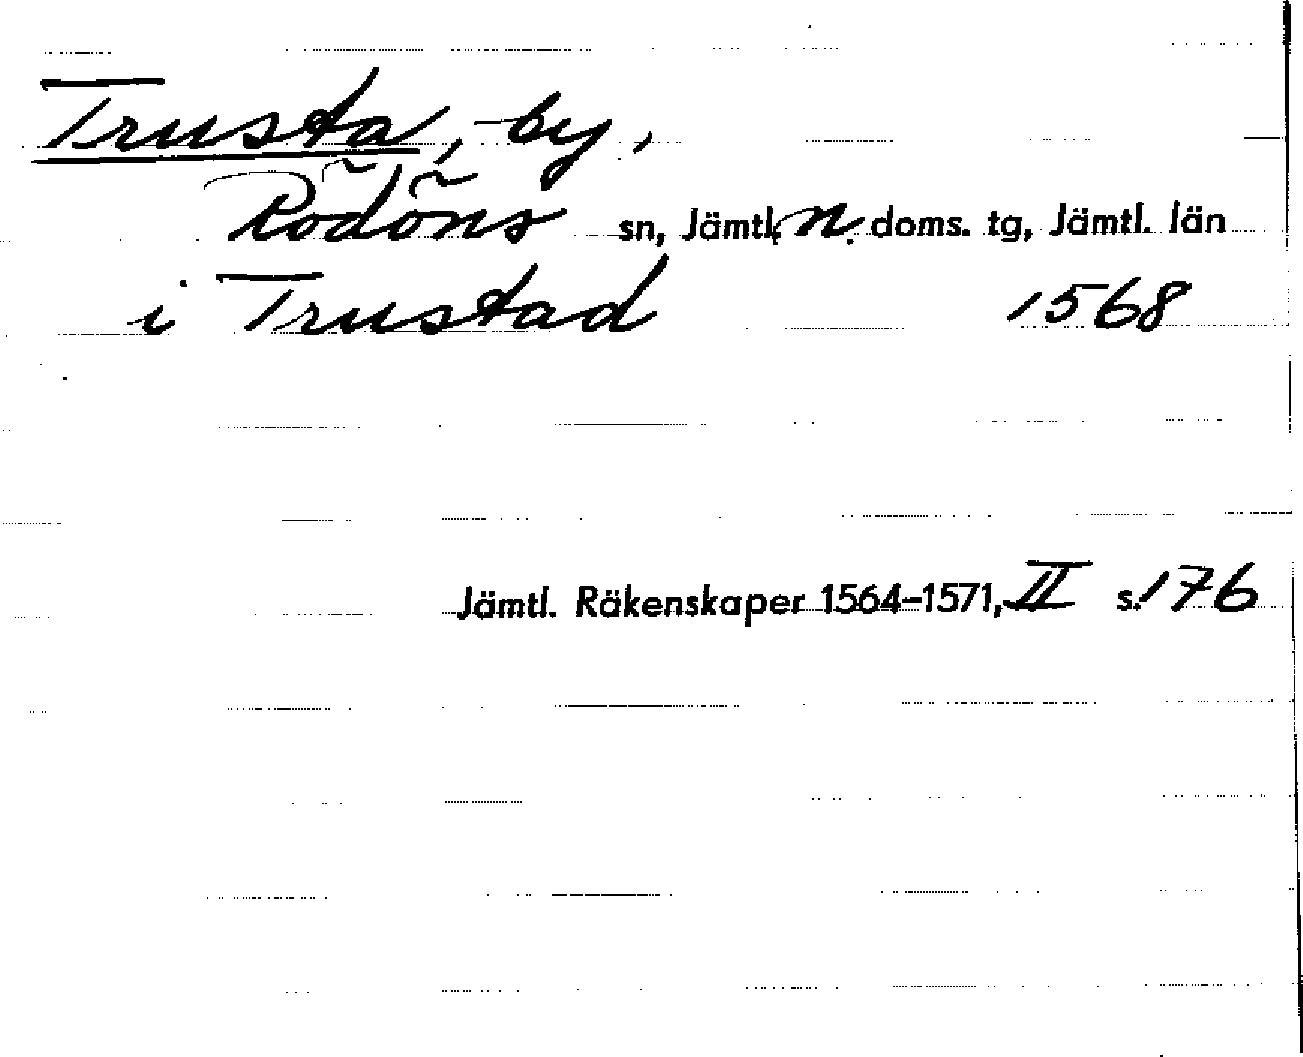 Trusta, by,
Rödöns sn, Jämtl. n. doms. tg, Jämtl. län
i Trustad 1568
Jämtl. Räkenskaper 1564-1571, II s. 176